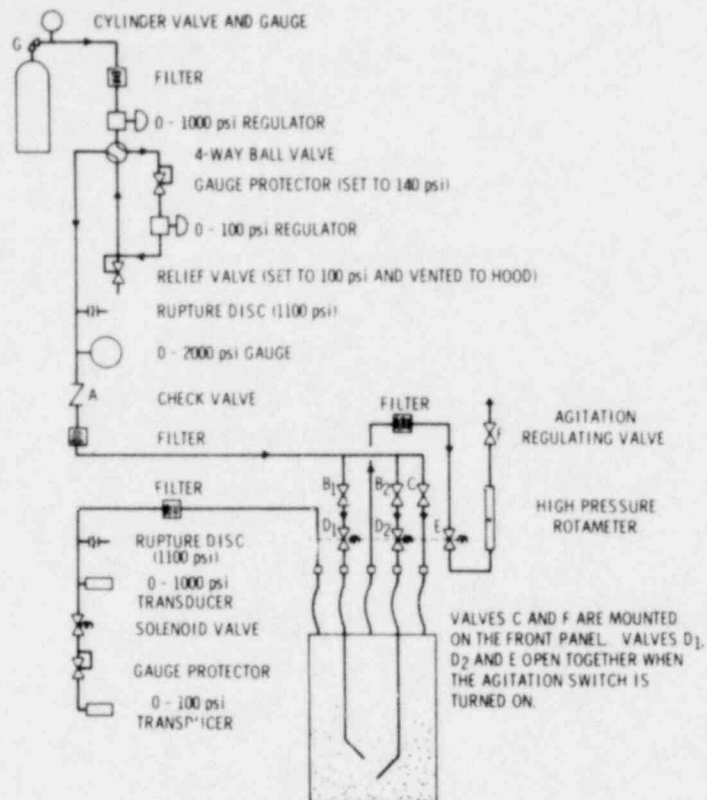 CYLINDER VALVE AND GAUGE
G
FILTER
0 - 1000 psi REGULATOR
4-WAY BALL VALVE
GAUGE PROTECTOR (SET TO 140 psi)
0 - 100 psi REGULATOR
RELIEF VALVE (SET TO 100 psi AND VENTED TO HOOD)
RUPTURE DISC (1100 psi)
0 - 2000 psi GAUGE
A
CHECK VALVE
FILTER
FILTER
F
AGITATION
REGULATING VALVE
FILTER
B1
B2
C
HIGH PRESSURE
ROTAMETER
D1
D2
E
RUPTURE DISC
(1100 psi)
0 - 1000 psi
TRANSDUCER
SOLENOID VALVE
GAUGE PROTECTOR
0 - 100 psi
VALVES C AND F ARE MOUNTED
ON THE FRONT PANEL. VALVES D1,
D2 AND E OPEN TOGETHER WHEN
THE AGITATION SWITCH IS
TURNED ON.